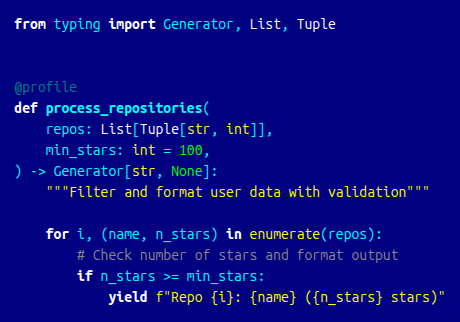 from typing import Generator, List, Tuple
@profile
def process_repositories(
    repos: List[Tuple[str, int]],
    min_stars: int = 100,
) -> Generator[str, None]:
    """Filter and format user data with validation"""
    for i, (name, n_stars) in enumerate(repos):
        # Check number of stars and format output
        if n_stars >= min_stars:
            yield f"Repo {i}: {name} ({n_stars} stars)"